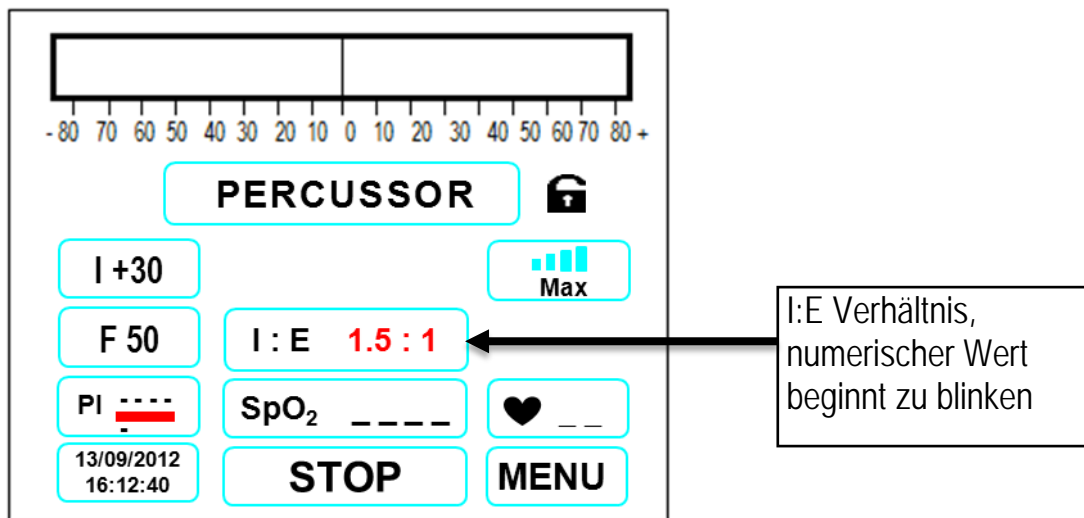 - 80 70 60 50 40 30 20 10 0 10 20 30 40 50 60 70 80 +
PERCUSSOR
I +30
Max
F 50
I : E 1.5 : 1
I:E Verhältnis,
numerischer Wert
beginnt zu blinken
PI - - - - -
SpO₂ _ _ _ _
_ _
13/09/2012
16:12:40
STOP
MENU